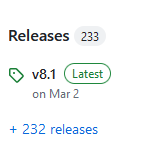 Releases 233
v8.1 Latest
on Mar 2
+ 232 releases